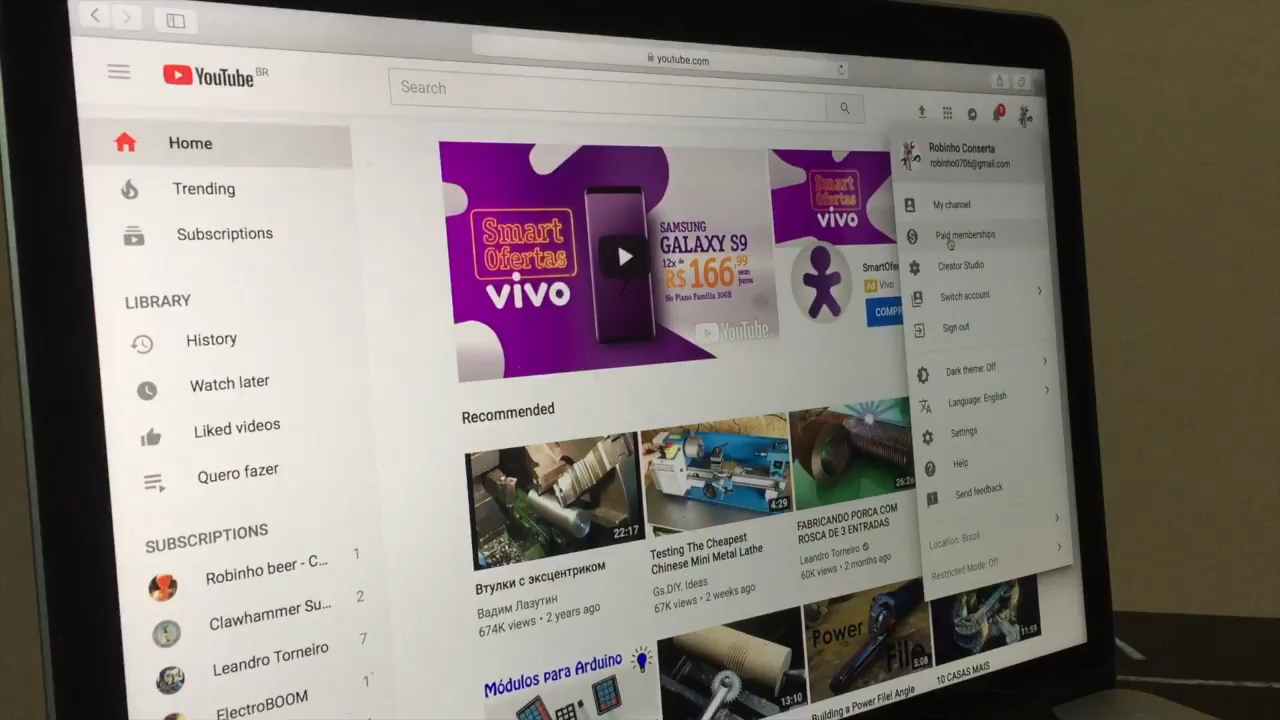 youtube.com
YouTube BR
Search
9
Home
Trending
Subscriptions
LIBRARY
History
Watch later
Liked videos
Quero fazer
SUBSCRIPTIONS
Robinho beer - C... 1
Clawhammer Su... 2
Leandro Torneiro 7
ElectroBOOM 1
Smart
Ofertas
vivo
SAMSUNG
GALAXY S9
12x de
R$ 166,99
sem juros
No Plano Família 30GB
YouTube
Smart
Ofertas
vivo
SmartOfe
Ad Vivo
COMPR
Recommended
22:17
Втулки с эксцентриком
Вадим Лазутин
674K views • 2 years ago
4:29
Testing The Cheapest
Chinese Mini Metal Lathe
Gs.DIY. Ideas
67K views • 2 weeks ago
FABRICANDO PORCA COM
ROSCA DE 3 ENTRADAS
Leandro Torneiro
60K views • 2 months ago
Módulos para Arduino
13:10
Power
File
5:08
Building a Power File! Angle
11:59
10 CASAS MAIS
Robinho Conserta
robinho0706@gmail.com
My channel
Paid memberships
Creator Studio
Switch account
Sign out
Dark theme: Off
Language: English
Settings
Help
Send feedback
Location: Brazil
Restricted Mode: Off